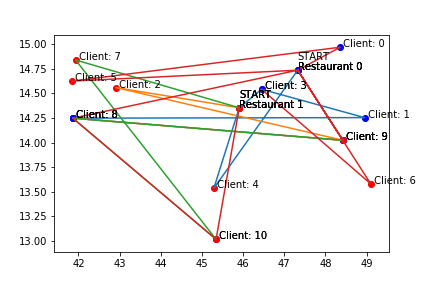 15.00
14.75
14.50
14.25
14.00
13.75
13.50
13.25
13.00
Client: 0
Client: 7
START
Restaurant 0
Client: 5
Client: 2
Client: 3
START
Restaurant 1
Client: 8
Client: 1
Client: 9
Client: 4
Client: 6
Client: 10
42 43 44 45 46 47 48 49